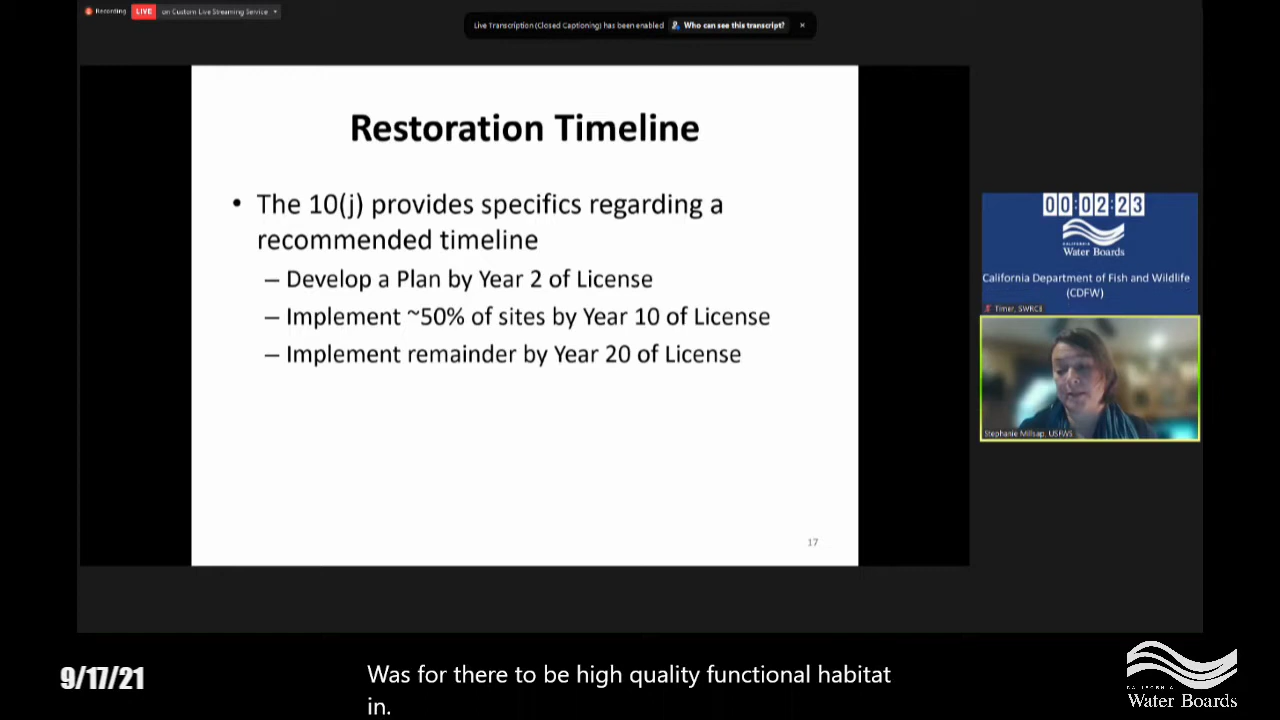 Recording
LIVE
on Custom Live Streaming Service
Live Transcription (Closed Captioning) has been enabled
Who can see this transcript?
Restoration Timeline
• The 10(j) provides specifics regarding a
recommended timeline
– Develop a Plan by Year 2 of License
– Implement ~50% of sites by Year 10 of License
– Implement remainder by Year 20 of License
17
00:02:23
CALIFORNIA
Water Boards
California Department of Fish and Wildlife
(CDFW)
Timer, SWRCB
Stephanie Millsap, USFWS
9/17/21
Was for there to be high quality functional habitat
in.
CALIFORNIA
Water Boards